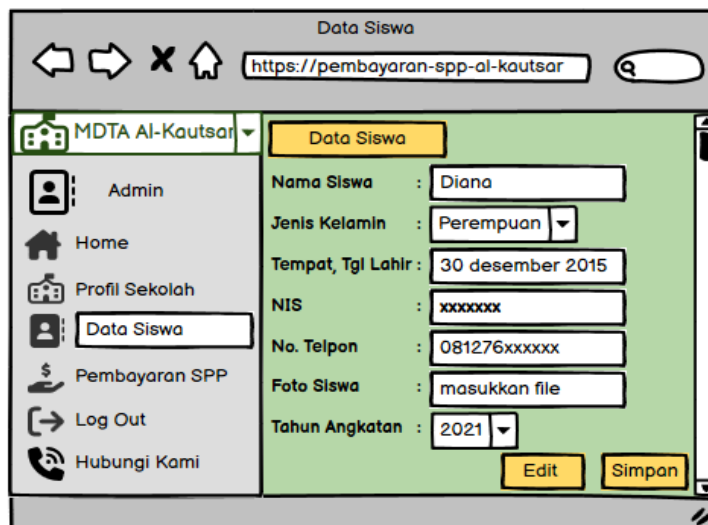 Data Siswa
https://pembayaran-spp-al-kautsar
MDTA Al-Kautsar
Admin
Home
Profil Sekolah
Data Siswa
Pembayaran SPP
Log Out
Hubungi Kami
Data Siswa
Nama Siswa : Diana
Jenis Kelamin : Perempuan
Tempat, Tgl Lahir : 30 desember 2015
NIS : xxxxxxx
No. Telpon : 081276xxxxxx
Foto Siswa : masukkan file
Tahun Angkatan : 2021
Edit Simpan